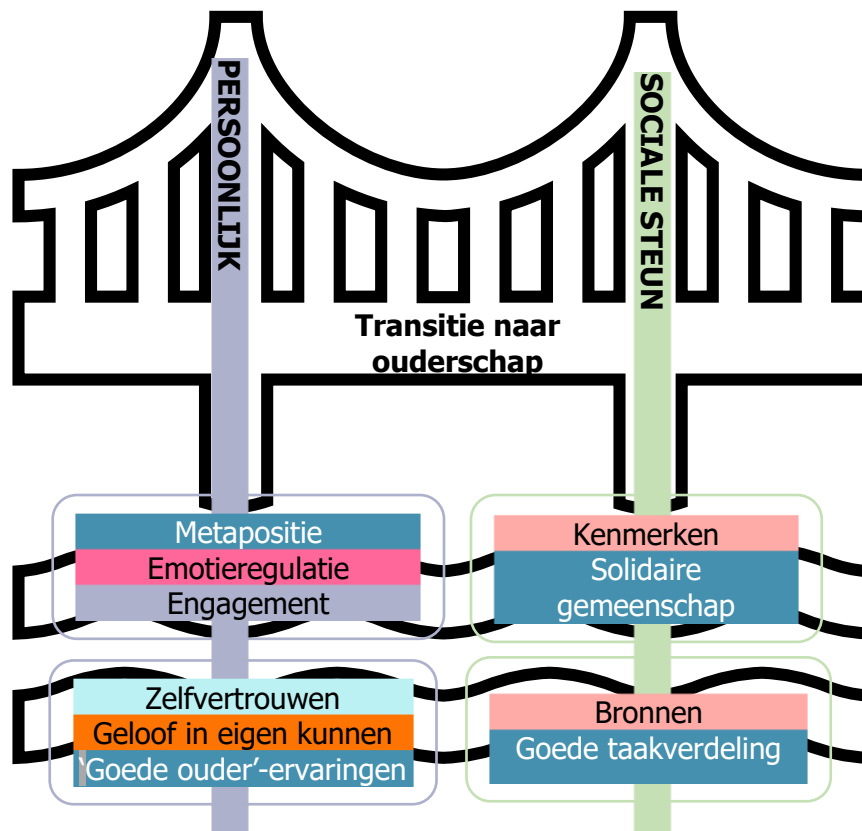 PERSOONLIJK
SOCIALE STEUN
Transitie naar
ouderschap
Metapositie
Emotieregulatie
Engagement
Kenmerken
Solidaire
gemeenschap
Zelfvertrouwen
Geloof in eigen kunnen
‘Goede ouder’-ervaringen
Bronnen
Goede taakverdeling